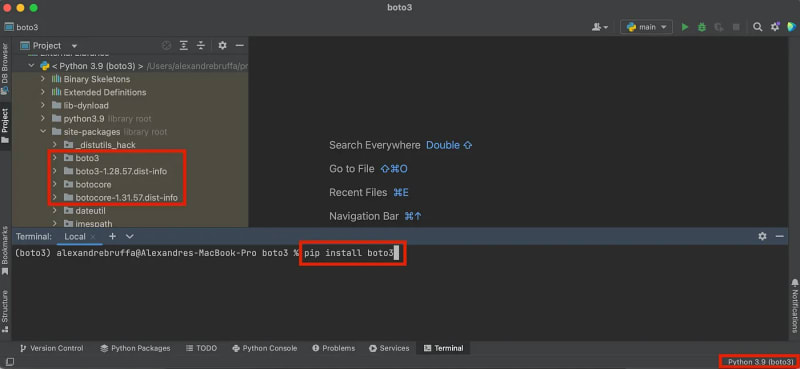 boto3
boto3
main
Project
External Libraries
< Python 3.9 (boto3) > /Users/alexandrebruffa/pr
Binary Skeletons
Extended Definitions
lib-dynload
python3.9 library root
site-packages library root
_distutils_hack
boto3
boto3-1.28.57.dist-info
botocore
botocore-1.31.57.dist-info
dateutil
jmespath
DB Browser
Project
Bookmarks
Structure
Search Everywhere Double ⇧
Go to File ⇧⌘O
Recent Files ⌘E
Navigation Bar ⌘↑
Terminal: Local × + ∨
(boto3) alexandrebruffa@Alexandres-MacBook-Pro boto3 % pip install boto3
Notifications
Version Control
Python Packages
TODO
Python Console
Problems
Services
Terminal
Python 3.9 (boto3)